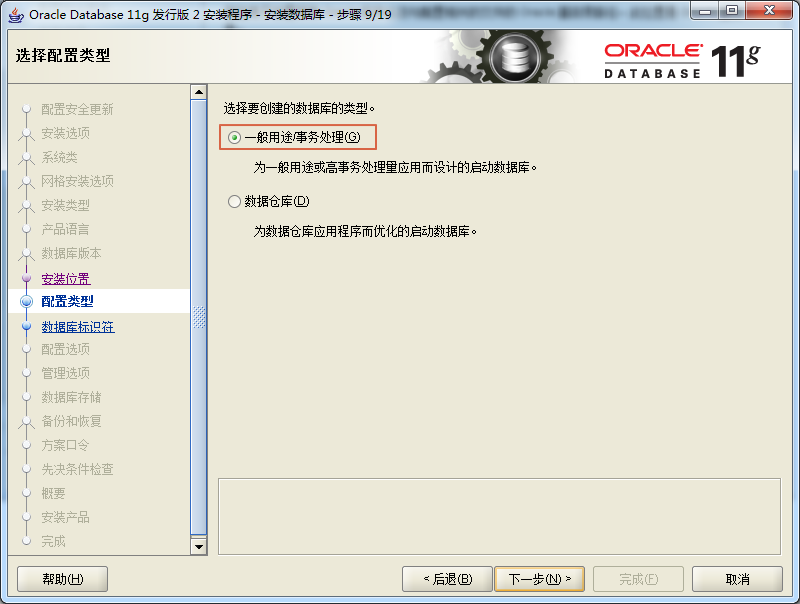 Oracle Database 11g 发行版 2 安装程序 - 安装数据库 - 步骤 9/19
选择配置类型
ORACLE
DATABASE
11g
配置安全更新
安装选项
系统类
网格安装选项
安装类型
产品语言
数据库版本
安装位置
配置类型
数据库标识符
配置选项
管理选项
数据库存储
备份和恢复
方案口令
先决条件检查
概要
安装产品
完成
选择要创建的数据库的类型。
一般用途/事务处理(G)
为一般用途或高事务处理量应用而设计的启动数据库。
数据仓库(D)
为数据仓库应用程序而优化的启动数据库。
帮助(H)
< 后退(B)
下一步(N) >
完成(F)
取消